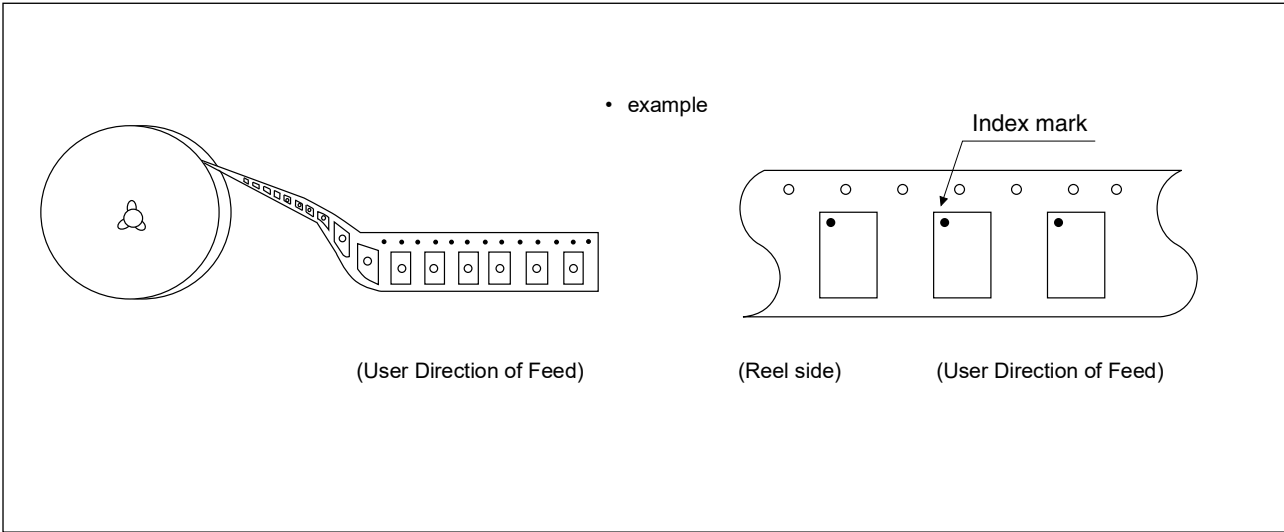 • example
Index mark
(User Direction of Feed)
(Reel side)
(User Direction of Feed)